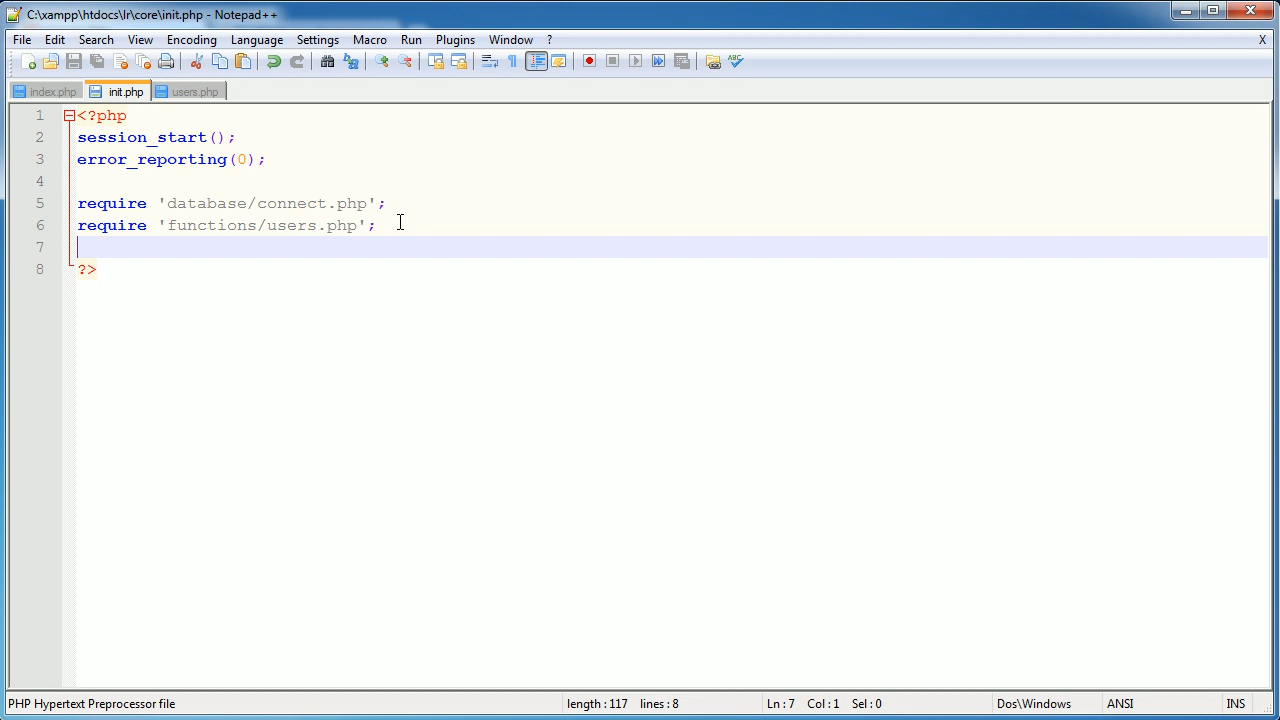 C:\xampp\htdocs\lr\core\init.php - Notepad++
File Edit Search View Encoding Language Settings Macro Run Plugins Window ? X
index.php init.php users.php
1 <?php
2 session_start();
3 error_reporting(0);
4
5 require 'database/connect.php';
6 require 'functions/users.php';
7
8 ?>
PHP Hypertext Preprocessor file length : 117 lines : 8 Ln : 7 Col : 1 Sel : 0 Dos\Windows ANSI INS